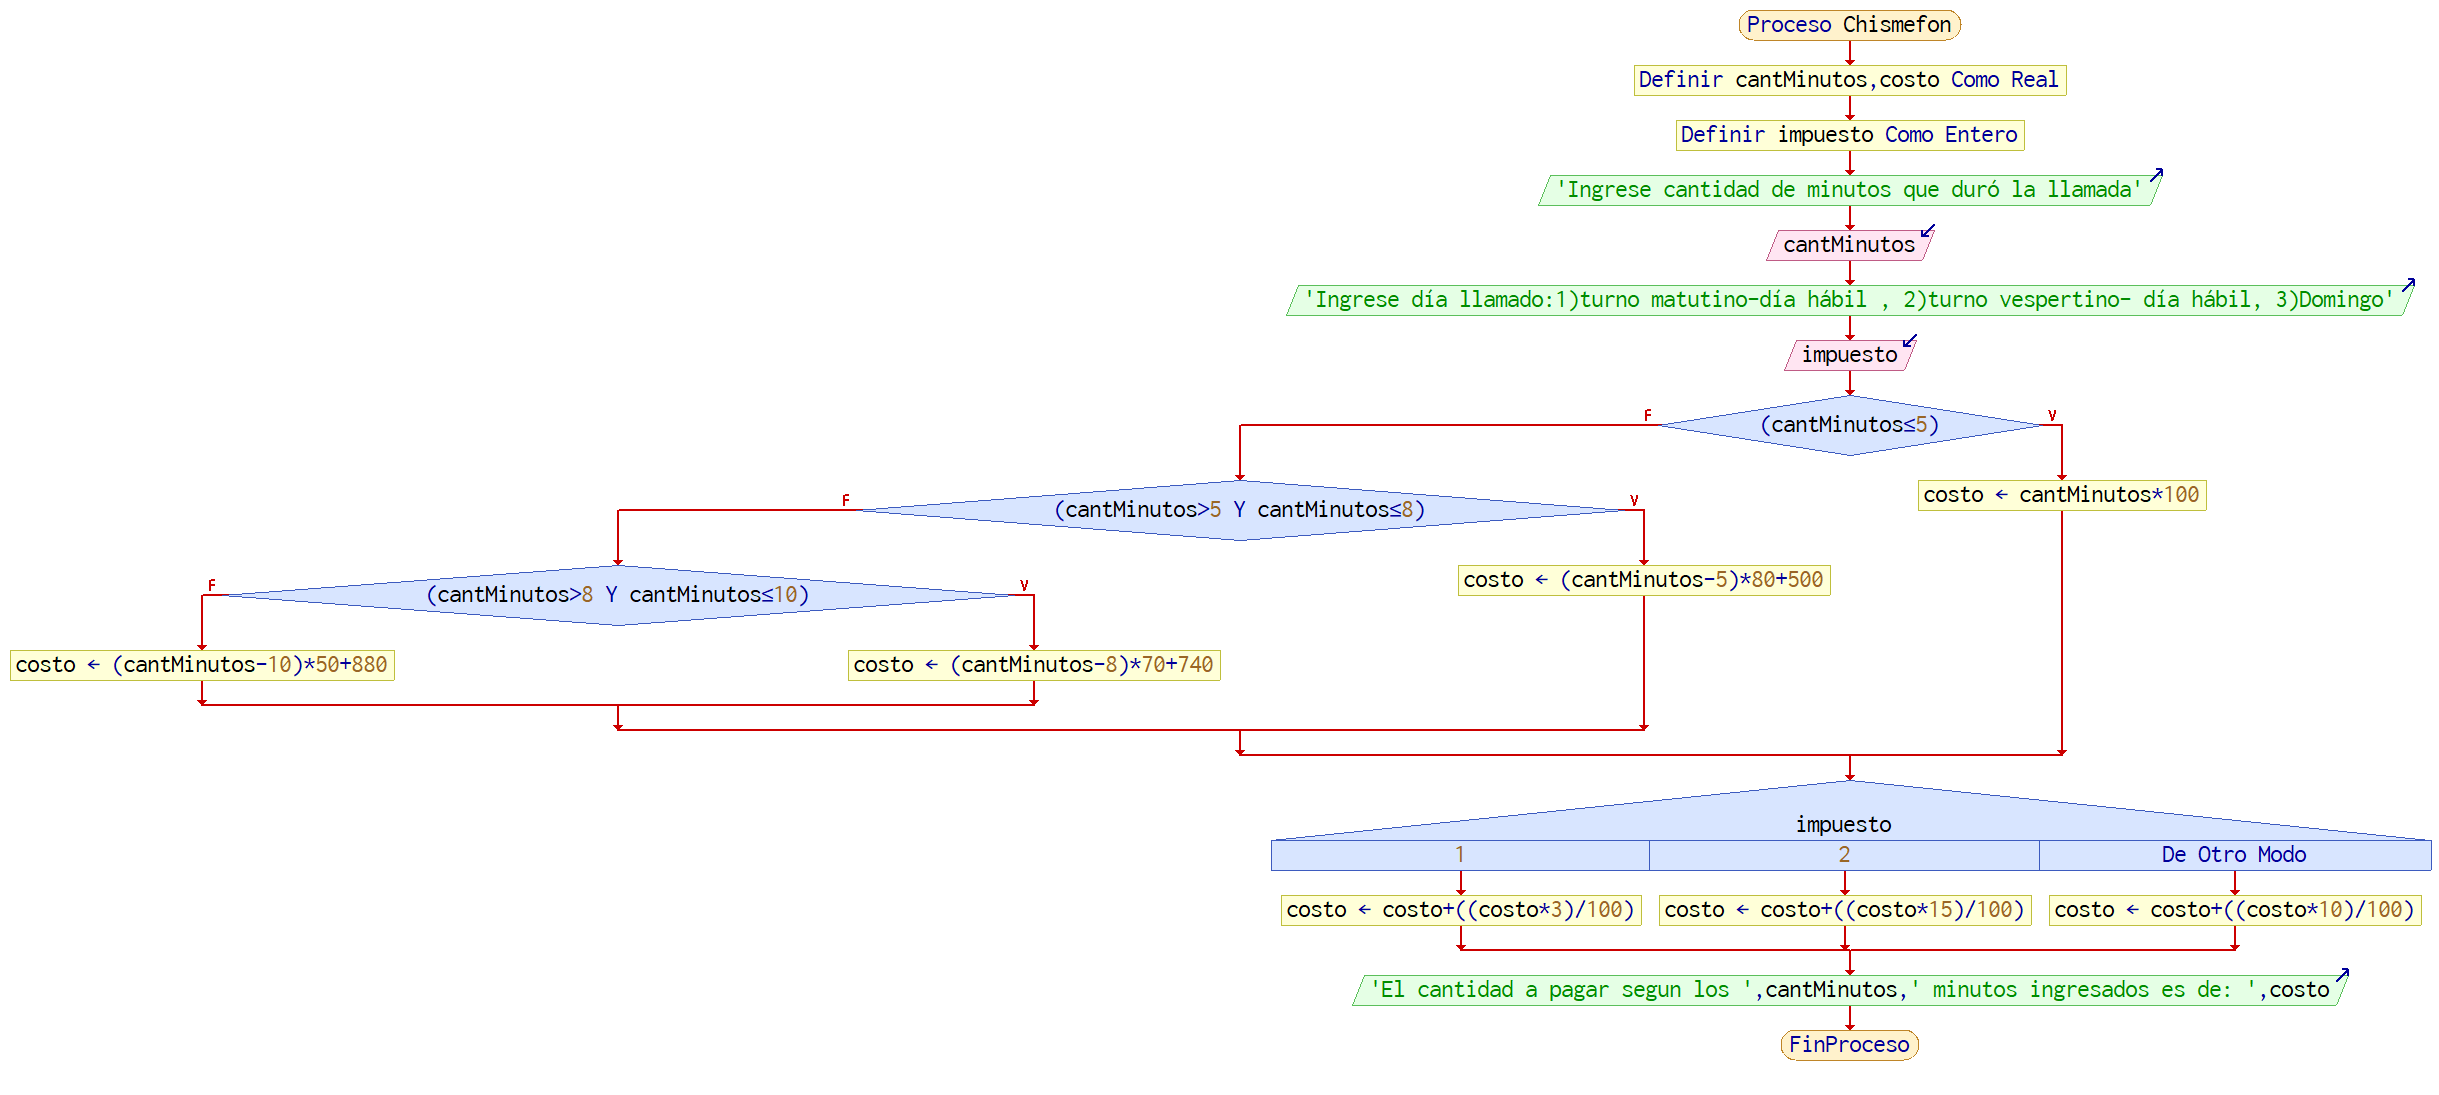 Proceso Chismefon
Definir cantMinutos,costo Como Real
Definir impuesto Como Entero
'Ingrese cantidad de minutos que duró la llamada'
cantMinutos
'Ingrese día llamado:1)turno matutino-día hábil , 2)turno vespertino- día hábil, 3)Domingo'
impuesto
F
(cantMinutos≤5)
V
F
(cantMinutos>5 Y cantMinutos≤8)
V
costo ← cantMinutos*100
F
(cantMinutos>8 Y cantMinutos≤10)
V
costo ← (cantMinutos-5)*80+500
costo ← (cantMinutos-10)*50+880
costo ← (cantMinutos-8)*70+740
impuesto
1
2
De Otro Modo
costo ← costo+((costo*3)/100)
costo ← costo+((costo*15)/100)
costo ← costo+((costo*10)/100)
'El cantidad a pagar segun los ',cantMinutos,' minutos ingresados es de: ',costo
FinProceso